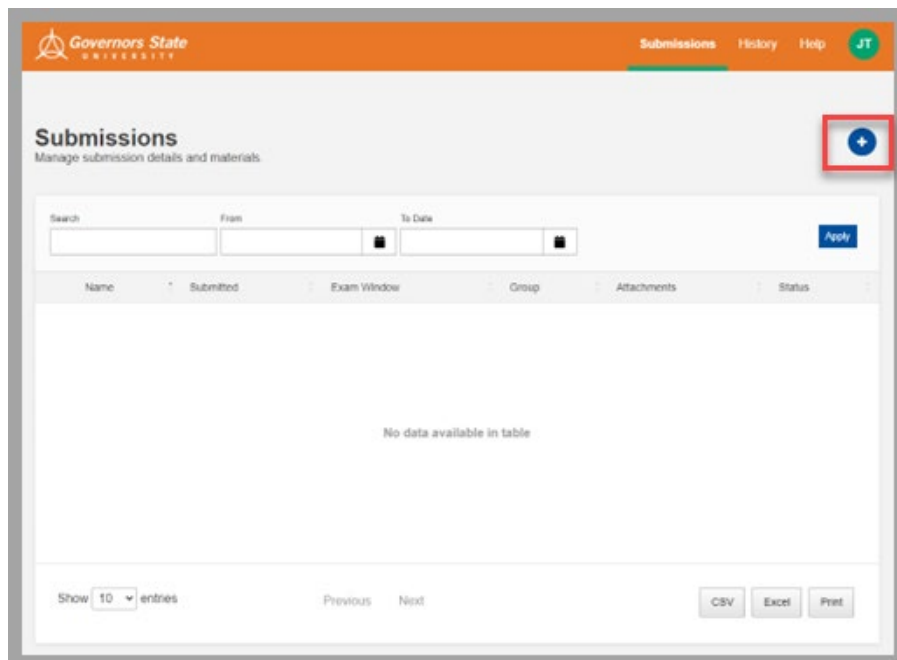 Governors State
UNIVERSITY
Submissions History Help JT
Submissions
Manage submission details and materials.
Search From To Date
Apply
Name Submitted Exam Window Group Attachments Status
No data available in table
Show 10 entries Previous Next CSV Excel Print